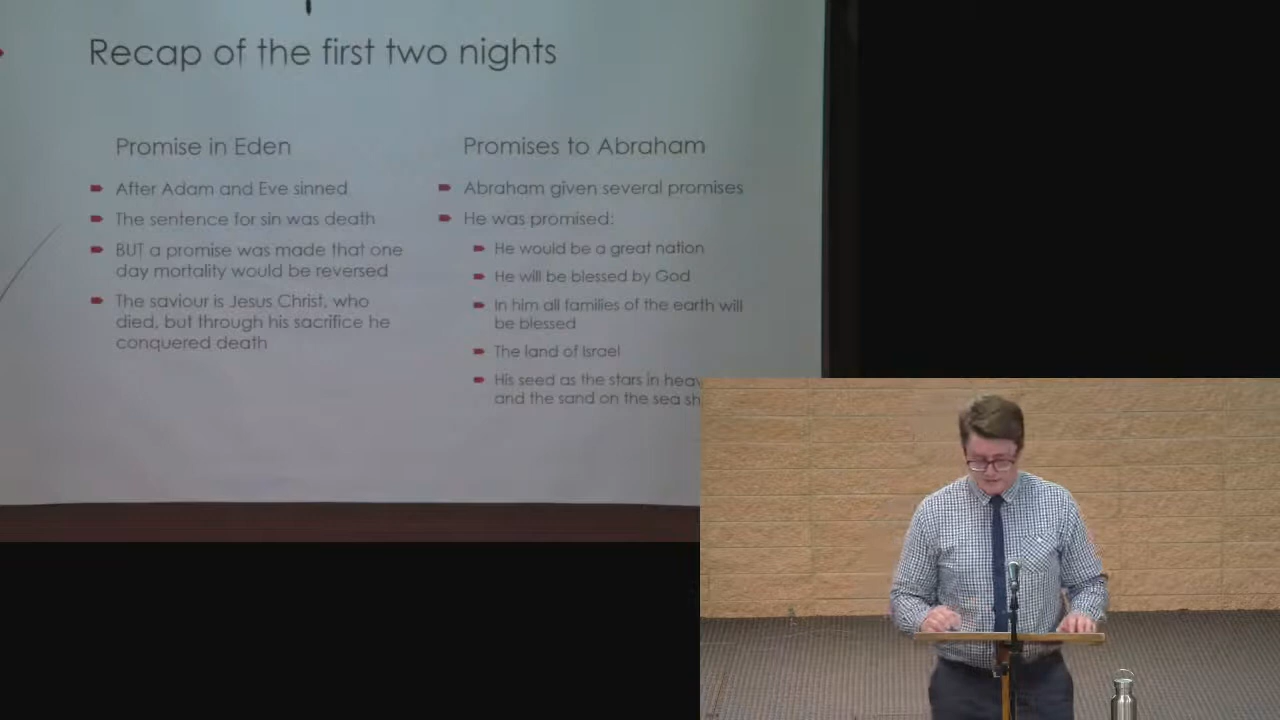 Recap of the first two nights
Promise in Eden
After Adam and Eve sinned
The sentence for sin was death
BUT a promise was made that one
day mortality would be reversed
The saviour is Jesus Christ, who
died, but through his sacrifice he
conquered death
Promises to Abraham
Abraham given several promises
He was promised:
He would be a great nation
He will be blessed by God
In him all families of the earth will
be blessed
The land of Israel
His seed as the stars in
and the sand on the sea